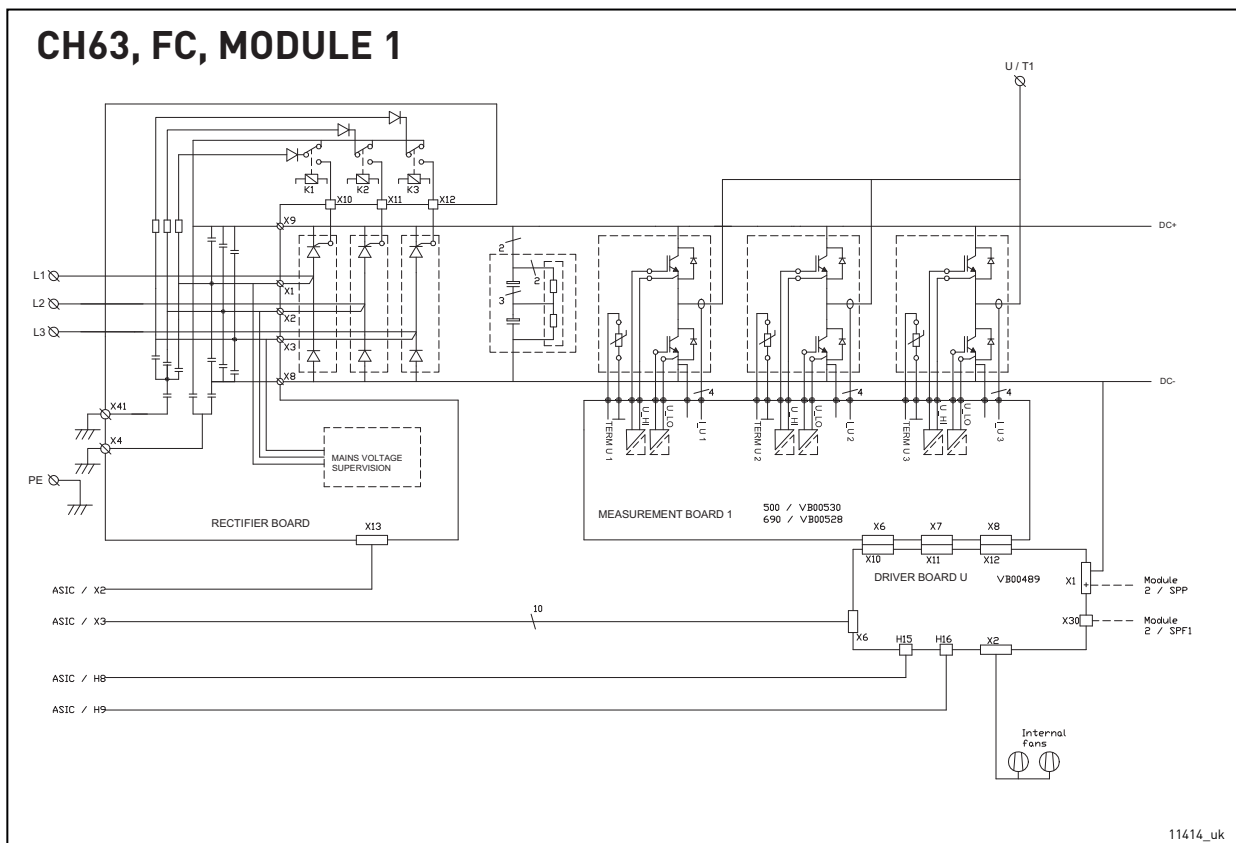 CH63, FC, MODULE 1
U / T1
K1
K2
K3
X10
X11
X12
X9
DC+
L1
L2
L3
X1
X2
X3
X8
2
2
3
DC-
4
4
4
X41
X4
PE
MAINS VOLTAGE
SUPERVISION
RECTIFIER BOARD
X13
TERM U 1
U_HI
U_LO
I_U 1
TERM U 2
U_HI
U_LO
I_U 2
TERM U 3
U_HI
U_LO
I_U 3
MEASUREMENT BOARD 1
500 / VB00530
690 / VB00528
X6
X7
X8
X10
X11
X12
DRIVER BOARD U
VB00489
X1
+
Module
2 / SPP
X30
Module
2 / SPF1
X6
H15
H16
X2
ASIC / X2
ASIC / X3
10
ASIC / H8
ASIC / H9
Internal
fans
11414_uk